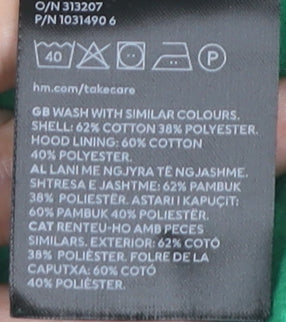 O/N 313207
P/N 1031490 6
40 P
hm.com/takecare
GB WASH WITH SIMILAR COLOURS.
SHELL: 62% COTTON 38% POLYESTER.
HOOD LINING: 60% COTTON
40% POLYESTER.
AL LANI ME NGJYRA TË NGJASHME.
SHTRESA E JASHTME: 62% PAMBUK
38% POLIESTËR. ASTARI I KAPUÇIT:
60% PAMBUK 40% POLIESTËR.
CAT RENTEU-HO AMB PECES
SIMILARS. EXTERIOR: 62% COTÓ
38% POLIÈSTER. FOLRE DE LA
CAPUTXA: 60% COTÓ
40% POLIÈSTER.